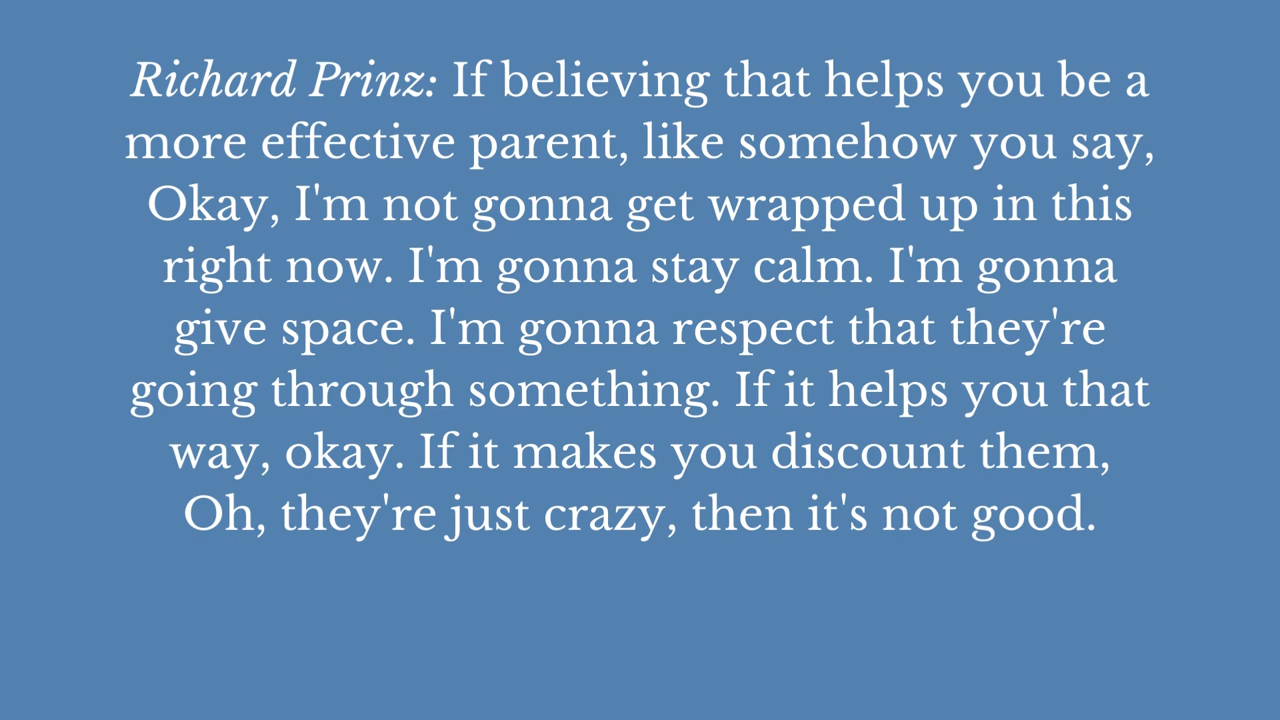 Richard Prinz: If believing that helps you be a
more effective parent, like somehow you say,
Okay, I'm not gonna get wrapped up in this
right now. I'm gonna stay calm. I'm gonna
give space. I'm gonna respect that they're
going through something. If it helps you that
way, okay. If it makes you discount them,
Oh, they're just crazy, then it's not good.